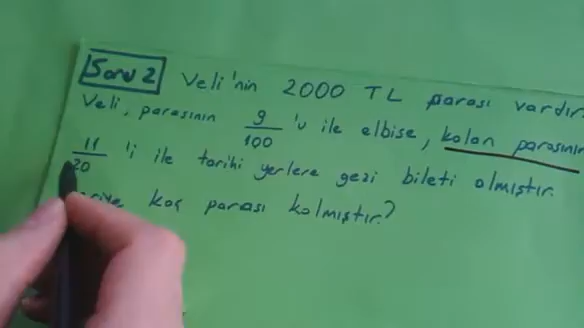 Soru 2 Veli'nin 2000 TL parası vardır
Veli, parasının 9/100 'u ile elbise, kalan parasının
11/20 'i ile tarihi yerlere gezi bileti almıştır.
kaç parası kalmıştır?